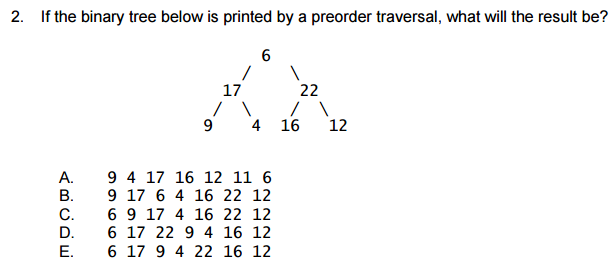 2. If the binary tree below is printed by a preorder traversal, what will the result be?
6
/ \
17 22
/ \ / \
9 4 16 12
A. 9 4 17 16 12 11 6
B. 9 17 6 4 16 22 12
C. 6 9 17 4 16 22 12
D. 6 17 22 9 4 16 12
E. 6 17 9 4 22 16 12